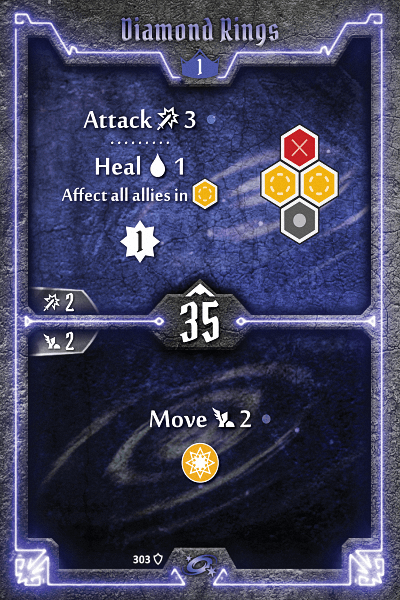 Diamond Rings
1
Attack 3
Heal 1
Affect all allies in
1
2
35
2
Move 2
303